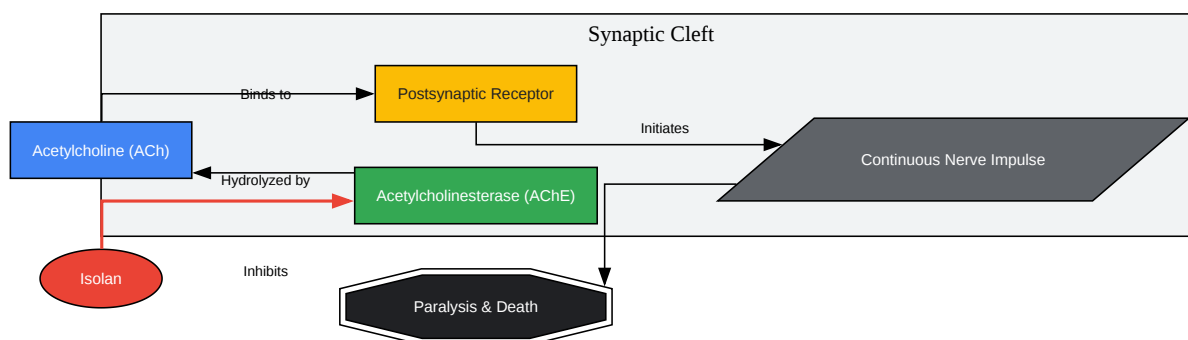 Synaptic Cleft
Binds to
Postsynaptic Receptor
Initiates
Acetylcholine (ACh)
Continuous Nerve Impulse
Hydrolyzed by
Acetylcholinesterase (AChE)
Isolan
Inhibits
Paralysis & Death